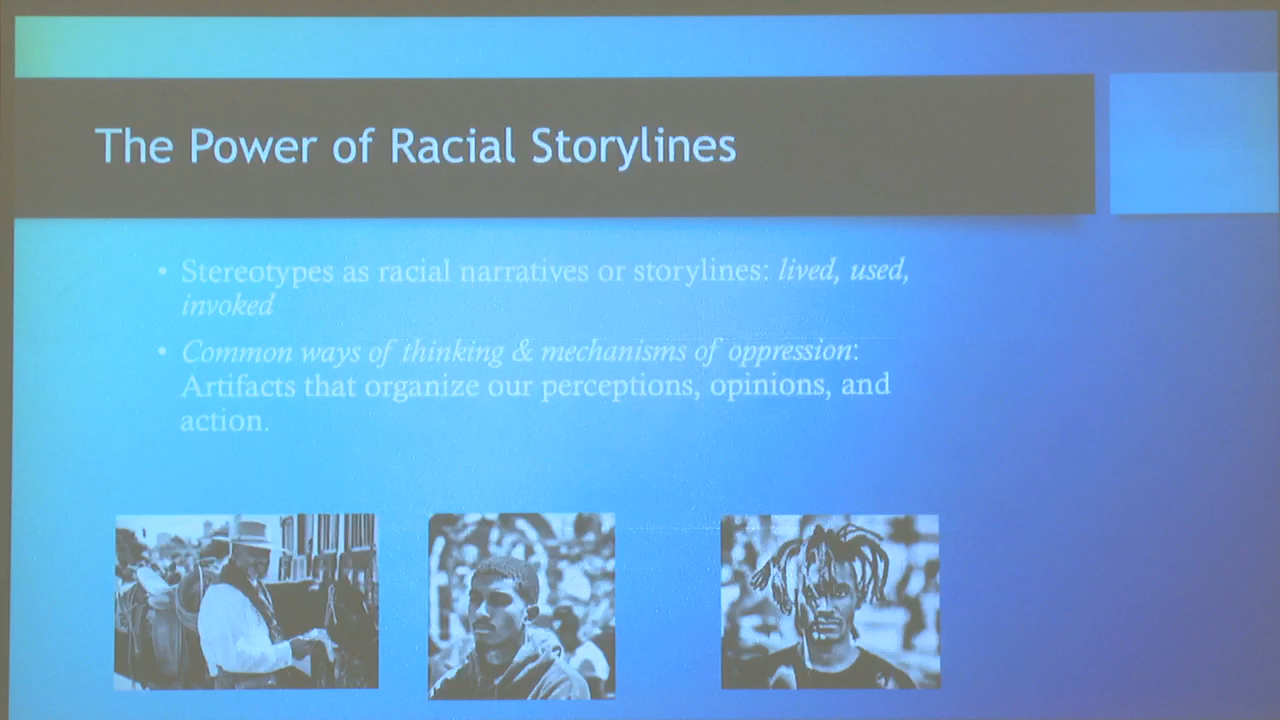 The Power of Racial Storylines
• Stereotypes as racial narratives or storylines: lived, used,
invoked
• Common ways of thinking & mechanisms of oppression:
Artifacts that organize our perceptions, opinions, and
action.